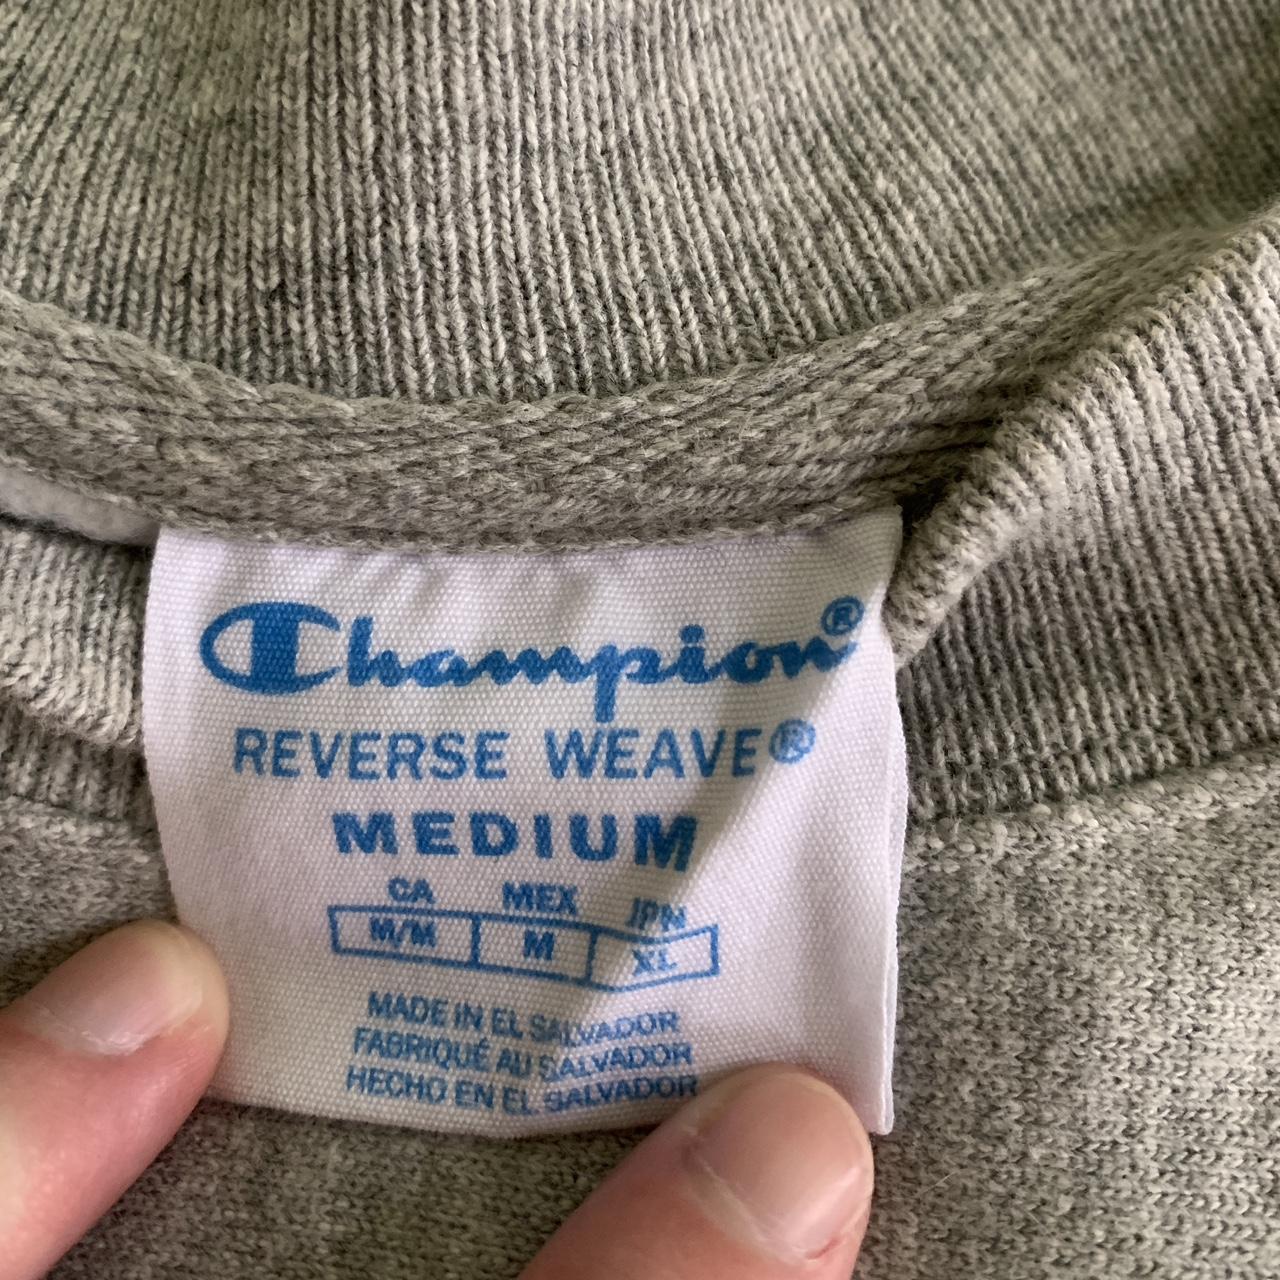 Champion®
REVERSE WEAVE®
MEDIUM
CA MEX JPN
M/M M XL
MADE IN EL SALVADOR
FABRIQUÉ AU SALVADOR
HECHO EN EL SALVADOR